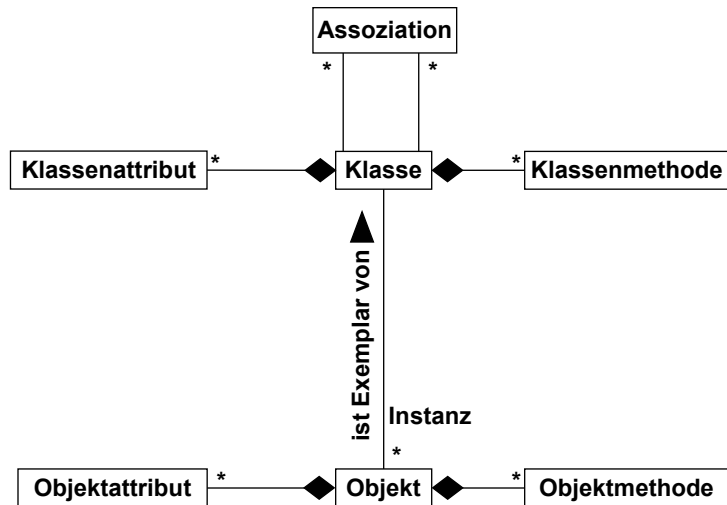 Assoziation
* *
Klassenattribut * Klasse * Klassenmethode
ist Exemplar von
Instanz
*
Objektattribut * Objekt * Objektmethode